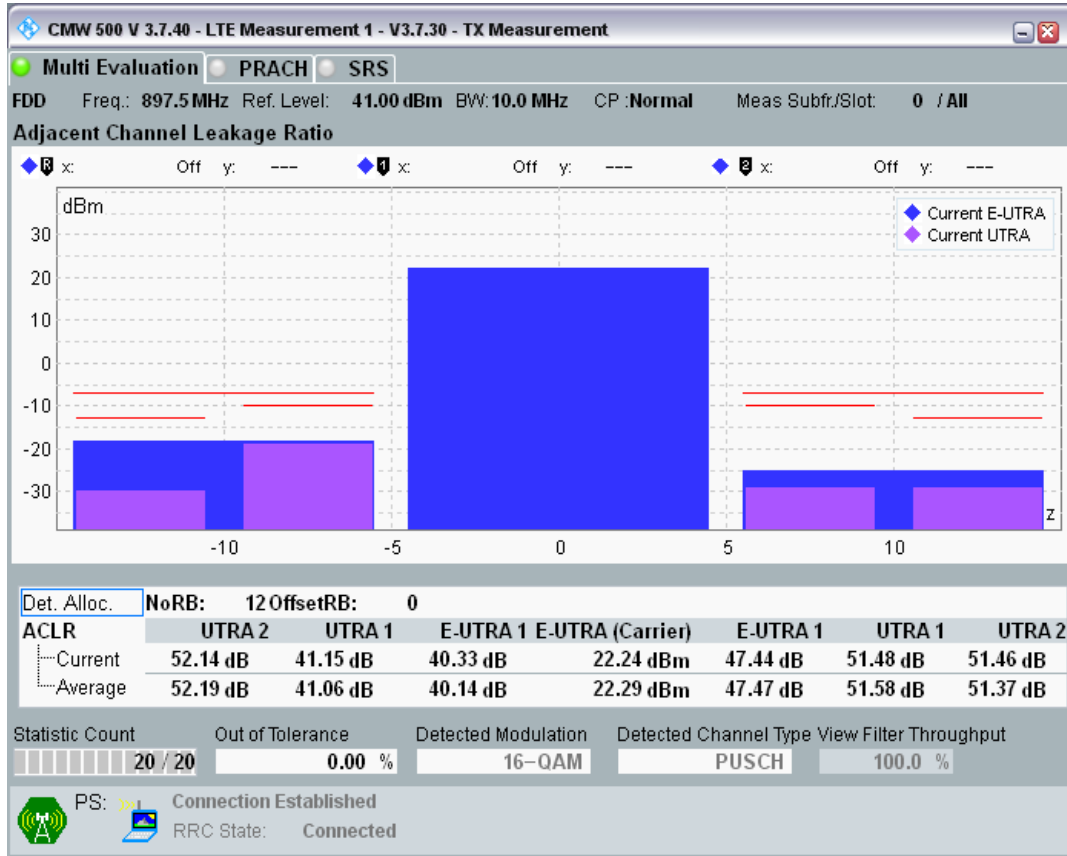 CMW 500 V 3.7.40 - LTE Measurement 1 - V3.7.30 - TX Measurement
Multi Evaluation PRACH SRS
FDD Freq.: 897.5 MHz Ref. Level: 41.00 dBm BW: 10.0 MHz CP :Normal Meas Subfr./Slot: 0 / All
Adjacent Channel Leakage Ratio
R x: Off y: --- 1 x: Off y: --- 2 x: Off y: ---
dBm
Current E-UTRA
Current UTRA
30
20
10
0
-10
-20
-30
z
-10 -5 0 5 10
Det. Alloc. NoRB: 12 OffsetRB: 0
ACLR UTRA 2 UTRA 1 E-UTRA 1 E-UTRA (Carrier) E-UTRA 1 UTRA 1 UTRA 2
Current 52.14 dB 41.15 dB 40.33 dB 22.24 dBm 47.44 dB 51.48 dB 51.46 dB
Average 52.19 dB 41.06 dB 40.14 dB 22.29 dBm 47.47 dB 51.58 dB 51.37 dB
Statistic Count Out of Tolerance Detected Modulation Detected Channel Type View Filter Throughput
20 / 20 0.00 % 16-QAM PUSCH 100.0 %
PS: Connection Established
RRC State: Connected